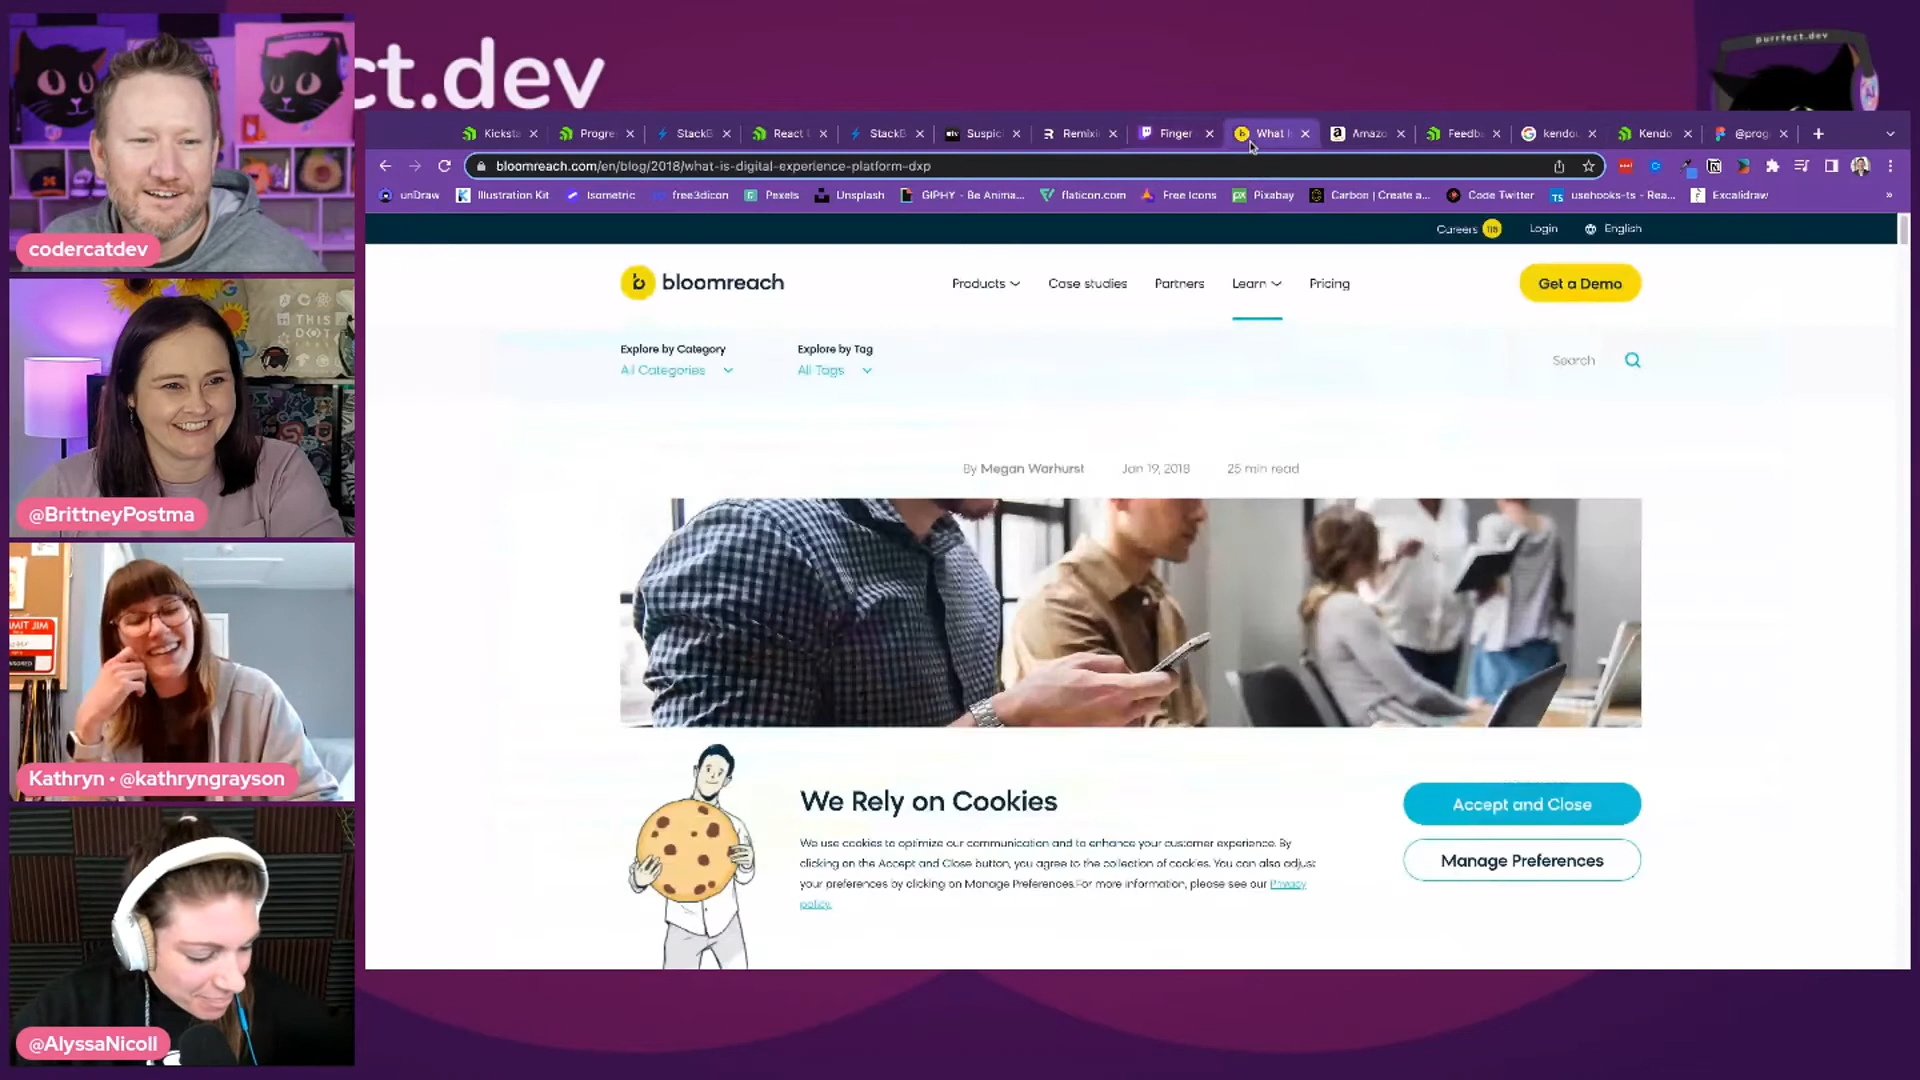 ct.dev
purrfect.dev
codercatdev
@BrittneyPostma
Kathryn • @kathryngrayson
@AlyssaNicoll
Kicksta
Progre
StackB
React U
StackB
Suspici
Remixi
Finger
What i
Amazo
Feedb
kendou
Kendo
@prog
bloomreach.com/en/blog/2018/what-is-digital-experience-platform-dxp
unDraw
Illustration Kit
Isometric
free3dicon
Pexels
Unsplash
GIPHY - Be Anima...
flaticon.com
Free Icons
Pixabay
Carbon | Create a...
Code Twitter
usehooks-ts - Rea...
Excalidraw
Careers
Login
English
bloomreach
Products
Case studies
Partners
Learn
Pricing
Get a Demo
Explore by Category
All Categories
Explore by Tag
All Tags
Search
By Megan Warhurst
Jan 19, 2018
25 min read
We Rely on Cookies
We use cookies to optimize our communication and to enhance your customer experience. By
clicking on the Accept and Close button, you agree to the collection of cookies. You can also adjust
your preferences by clicking on Manage Preferences.For more information, please see our Privacy
policy.
Accept and Close
Manage Preferences
THIS
DOT